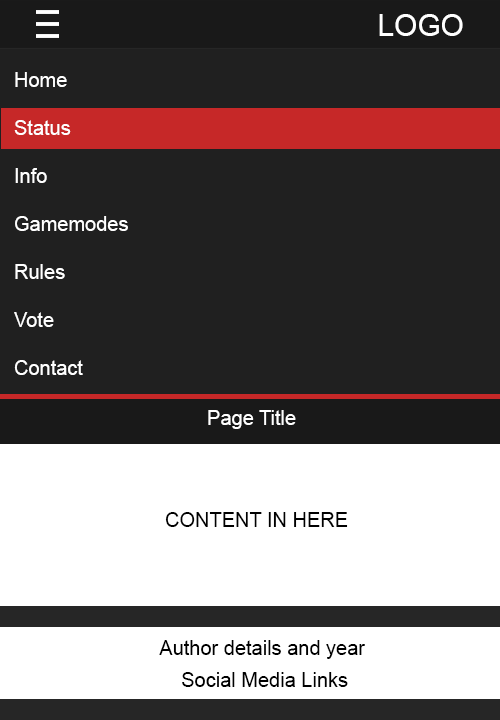 LOGO
Home
Status
Info
Gamemodes
Rules
Vote
Contact
Page Title
CONTENT IN HERE
Author details and year
Social Media Links